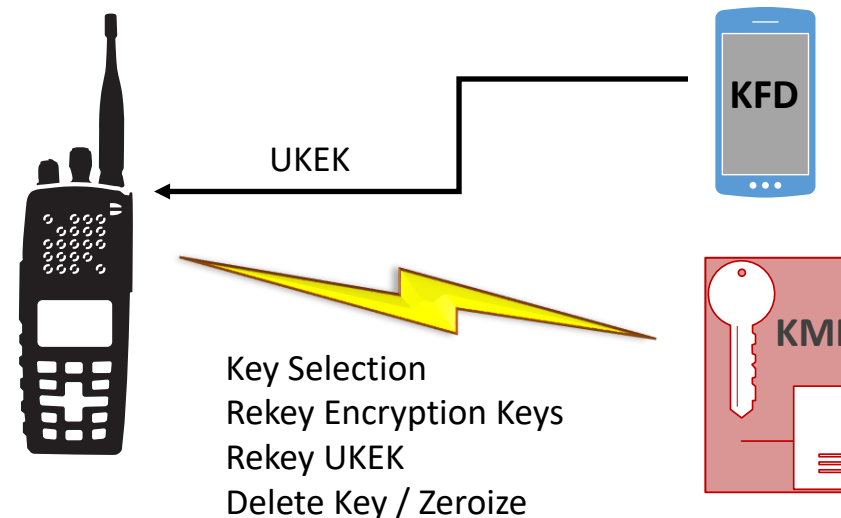 KFD
UKEK
Key Selection
Rekey Encryption Keys
Rekey UKEK
Delete Key / Zeroize